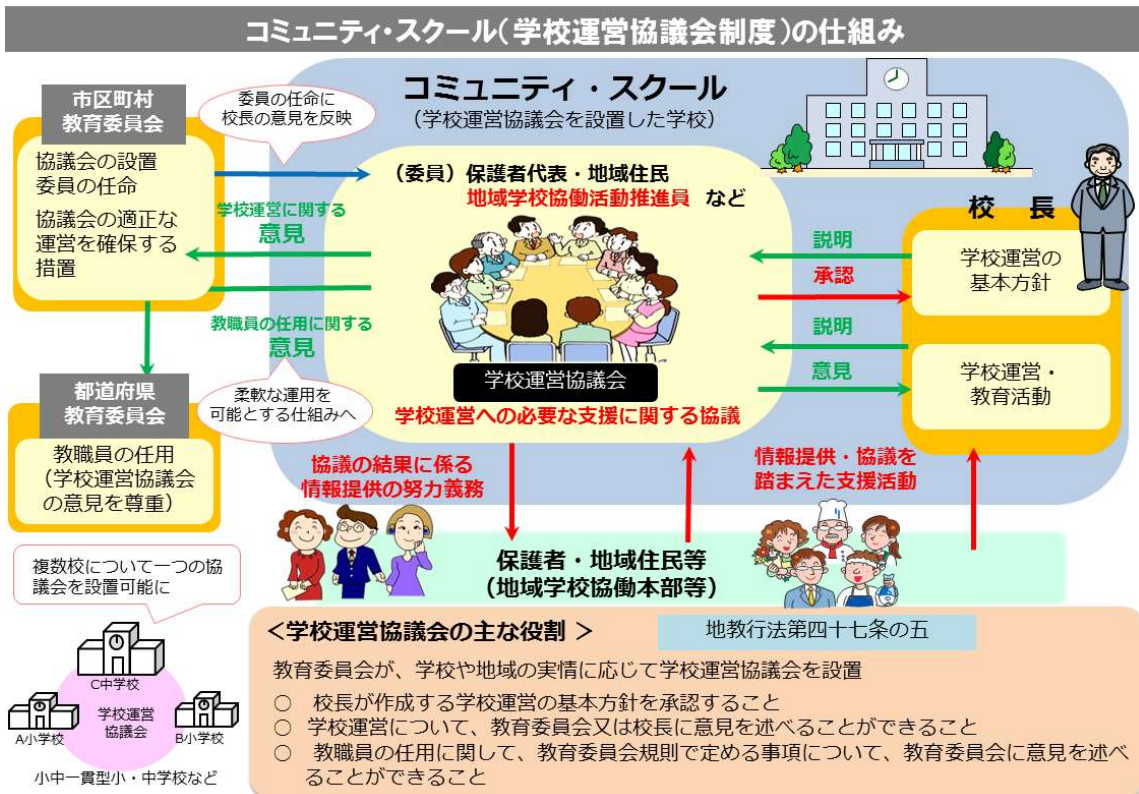 コミュニティ・スクール(学校運営協議会制度)の仕組み
市区町村
教育委員会
協議会の設置
委員の任命
協議会の適正な
運営を確保する
措置
委員の任命に
校長の意見を反映
コミュニティ・スクール
(学校運営協議会を設置した学校)
(委員)保護者代表・地域住民
地域学校協働活動推進員 など
学校運営に関する
意見
教職員の任用に関する
意見
学校運営協議会
学校運営への必要な支援に関する協議
校 長
説明
承認
学校運営の
基本方針
説明
意見
学校運営・
教育活動
都道府県
教育委員会
教職員の任用
(学校運営協議会
の意見を尊重)
柔軟な運用を
可能とする仕組みへ
協議の結果に係る
情報提供の努力義務
情報提供・協議を
踏まえた支援活動
保護者・地域住民等
(地域学校協働本部等)
複数校について一つの協
議会を設置可能に
C中学校
A小学校
学校運営
協議会
B小学校
小中一貫型小・中学校など
<学校運営協議会の主な役割 >
地教行法第四十七条の五
教育委員会が、学校や地域の実情に応じて学校運営協議会を設置
○ 校長が作成する学校運営の基本方針を承認すること
○ 学校運営について、教育委員会又は校長に意見を述べることができること
○ 教職員の任用に関して、教育委員会規則で定める事項について、教育委員会に意見を述べ
ることができること